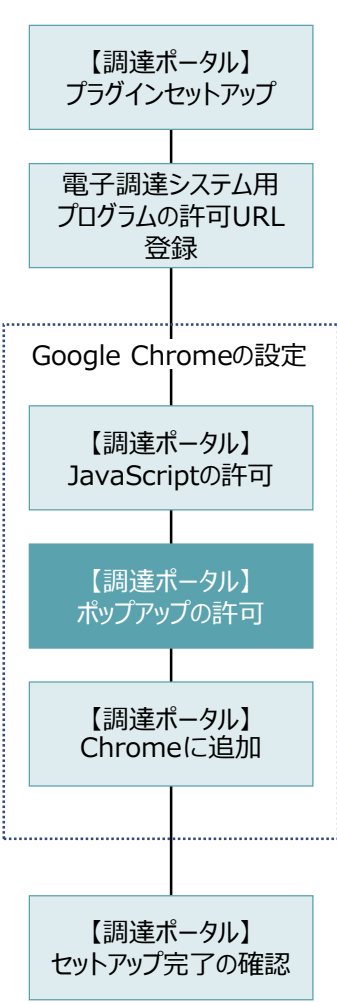 【調達ポータル】
プラグインセットアップ
電子調達システム用
プログラムの許可URL
登録
Google Chromeの設定
【調達ポータル】
JavaScriptの許可
【調達ポータル】
ポップアップの許可
【調達ポータル】
Chromeに追加
【調達ポータル】
セットアップ完了の確認